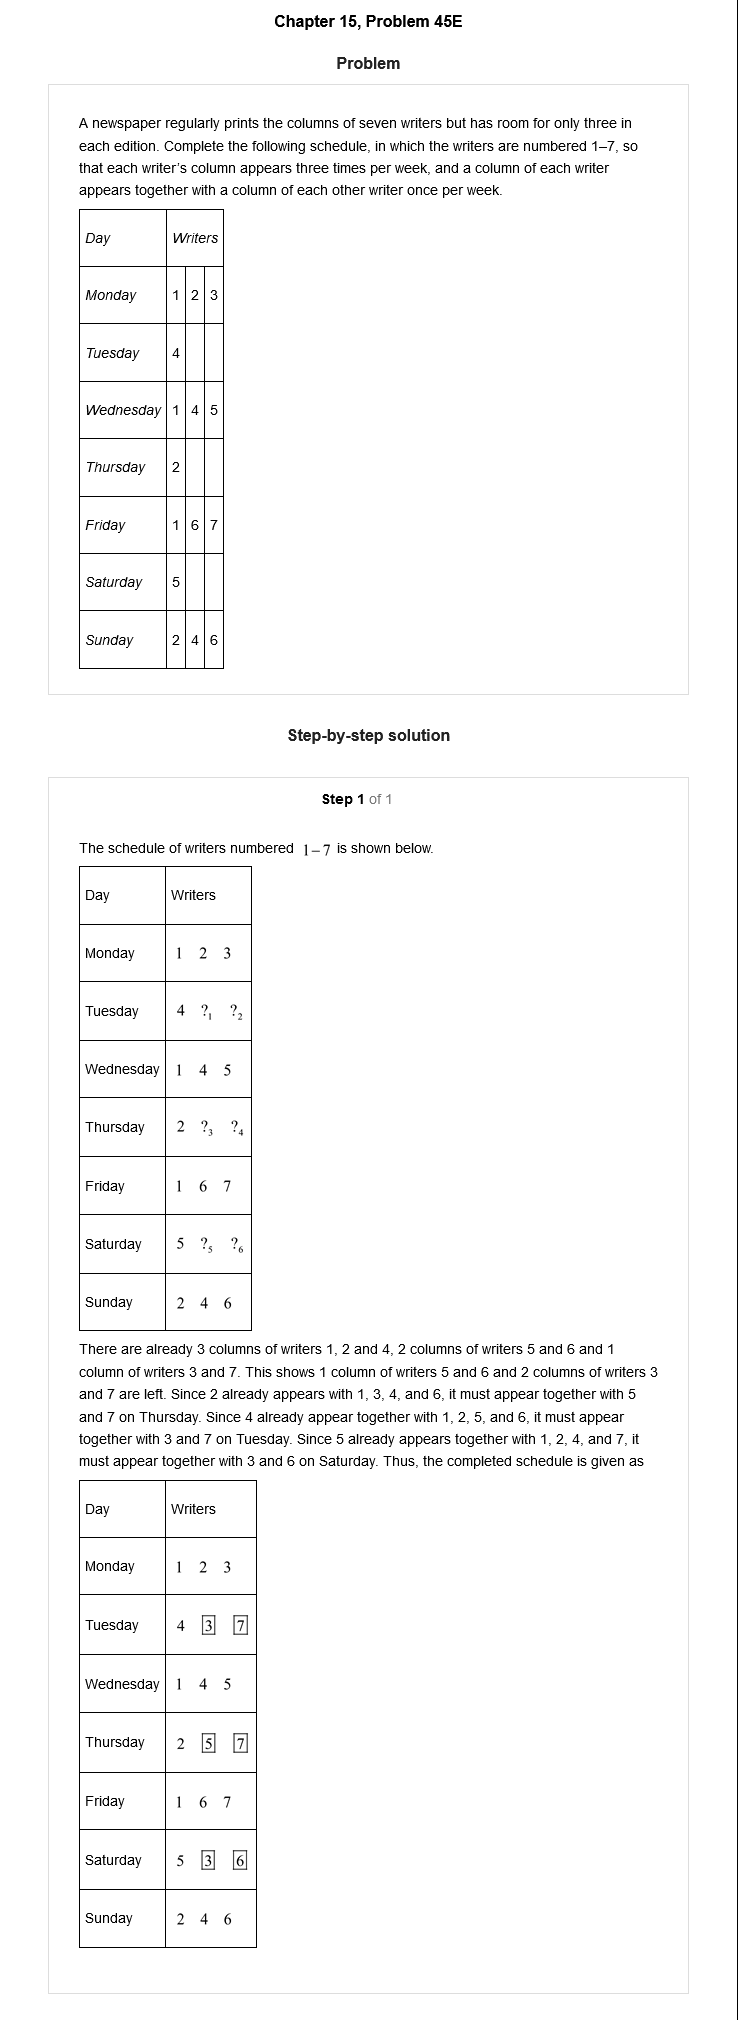 Chapter 15, Problem 45E
Problem
A newspaper regularly prints the columns of seven writers but has room for only three in
each edition. Complete the following schedule, in which the writers are numbered 1–7, so
that each writer's column appears three times per week, and a column of each writer
appears together with a column of each other writer once per week.
Day Writers
Monday 1 2 3
Tuesday 4
Wednesday 1 4 5
Thursday 2
Friday 1 6 7
Saturday 5
Sunday 2 4 6
Step-by-step solution
Step 1 of 1
The schedule of writers numbered 1–7 is shown below.
Day Writers
Monday 1 2 3
Tuesday 4 ?₁ ?₂
Wednesday 1 4 5
Thursday 2 ?₃ ?₄
Friday 1 6 7
Saturday 5 ?₅ ?₆
Sunday 2 4 6
There are already 3 columns of writers 1, 2 and 4, 2 columns of writers 5 and 6 and 1
column of writers 3 and 7. This shows 1 column of writers 5 and 6 and 2 columns of writers 3
and 7 are left. Since 2 already appears with 1, 3, 4, and 6, it must appear together with 5
and 7 on Thursday. Since 4 already appear together with 1, 2, 5, and 6, it must appear
together with 3 and 7 on Tuesday. Since 5 already appears together with 1, 2, 4, and 7, it
must appear together with 3 and 6 on Saturday. Thus, the completed schedule is given as
Day Writers
Monday 1 2 3
Tuesday 4 3 7
Wednesday 1 4 5
Thursday 2 5 7
Friday 1 6 7
Saturday 5 3 6
Sunday 2 4 6